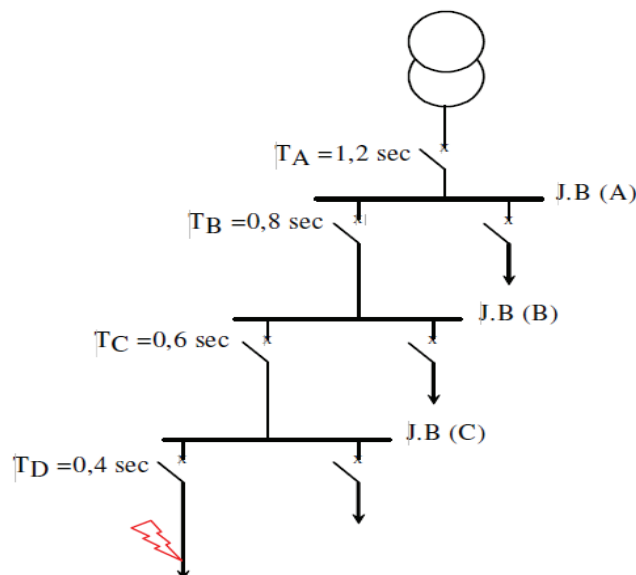 TA =1,2 sec
J.B (A)
TB =0,8 sec
J.B (B)
TC =0,6 sec
J.B (C)
TD =0,4 sec